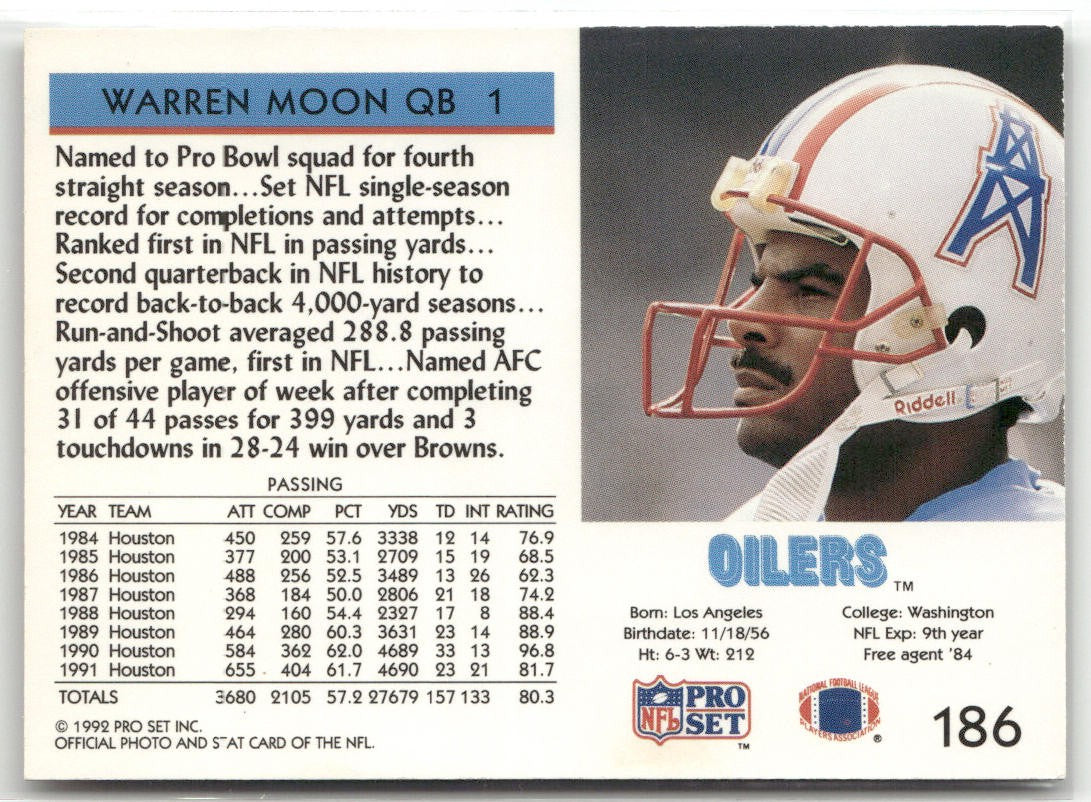 WARREN MOON QB 1
Named to Pro Bowl squad for fourth
straight season...Set NFL single-season
record for completions and attempts...
Ranked first in NFL in passing yards...
Second quarterback in NFL history to
record back-to-back 4,000-yard seasons...
Run-and-Shoot averaged 288.8 passing
yards per game, first in NFL...Named AFC
offensive player of week after completing
31 of 44 passes for 399 yards and 3
touchdowns in 28-24 win over Browns.
PASSING
YEAR TEAM ATT COMP PCT YDS TD INT RATING
1984 Houston 450 259 57.6 3338 12 14 76.9
1985 Houston 377 200 53.1 2709 15 19 68.5
1986 Houston 488 256 52.5 3489 13 26 62.3
1987 Houston 368 184 50.0 2806 21 18 74.2
1988 Houston 294 160 54.4 2327 17 8 88.4
1989 Houston 464 280 60.3 3631 23 14 88.9
1990 Houston 584 362 62.0 4689 33 13 96.8
1991 Houston 655 404 61.7 4690 23 21 81.7
TOTALS 3680 2105 57.2 27679 157 133 80.3
© 1992 PRO SET INC.
OFFICIAL PHOTO AND STAT CARD OF THE NFL.
Riddell
OILERS™
Born: Los Angeles
Birthdate: 11/18/56
Ht: 6-3 Wt: 212
College: Washington
NFL Exp: 9th year
Free agent '84
NFL PRO SET™
NATIONAL FOOTBALL LEAGUE
PLAYERS ASSOCIATION ®
186